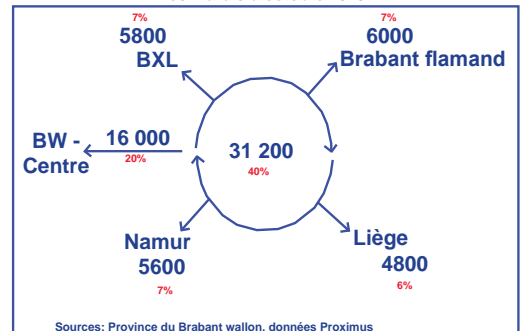 7%
5800
BXL
7%
6000
Brabant flamand
BW -
Centre
16 000
20%
31 200
40%
Namur
5600
7%
Liège
4800
6%
Sources: Province du Brabant wallon, données Proximus